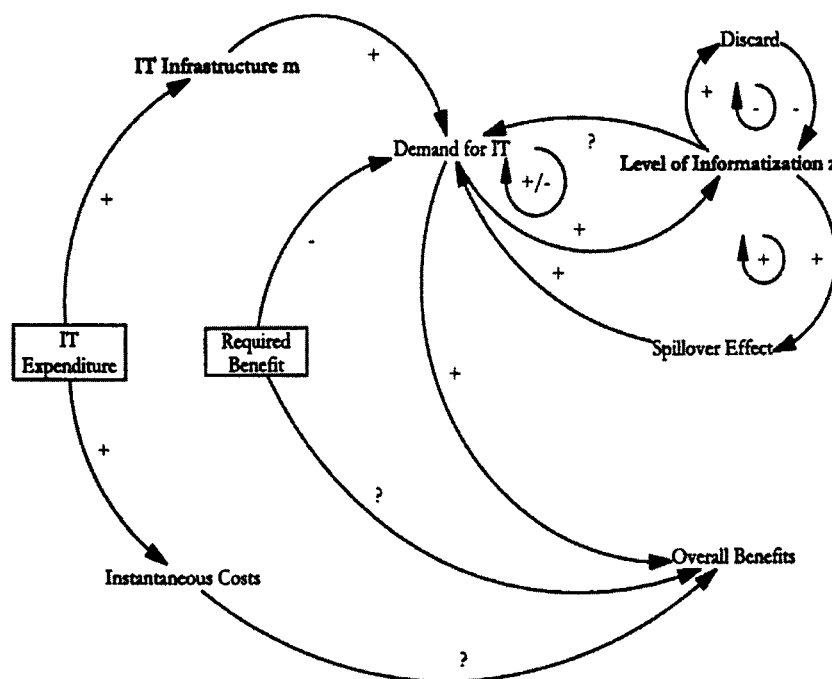 Discard
IT Infrastructure m
+
+
-
-
Demand for IT
?
Level of Informatization z
+/-
+
-
+
+
+
+
IT
Expenditure
Required
Benefit
Spillover Effect
+
+
?
Overall Benefits
Instantaneous Costs
?